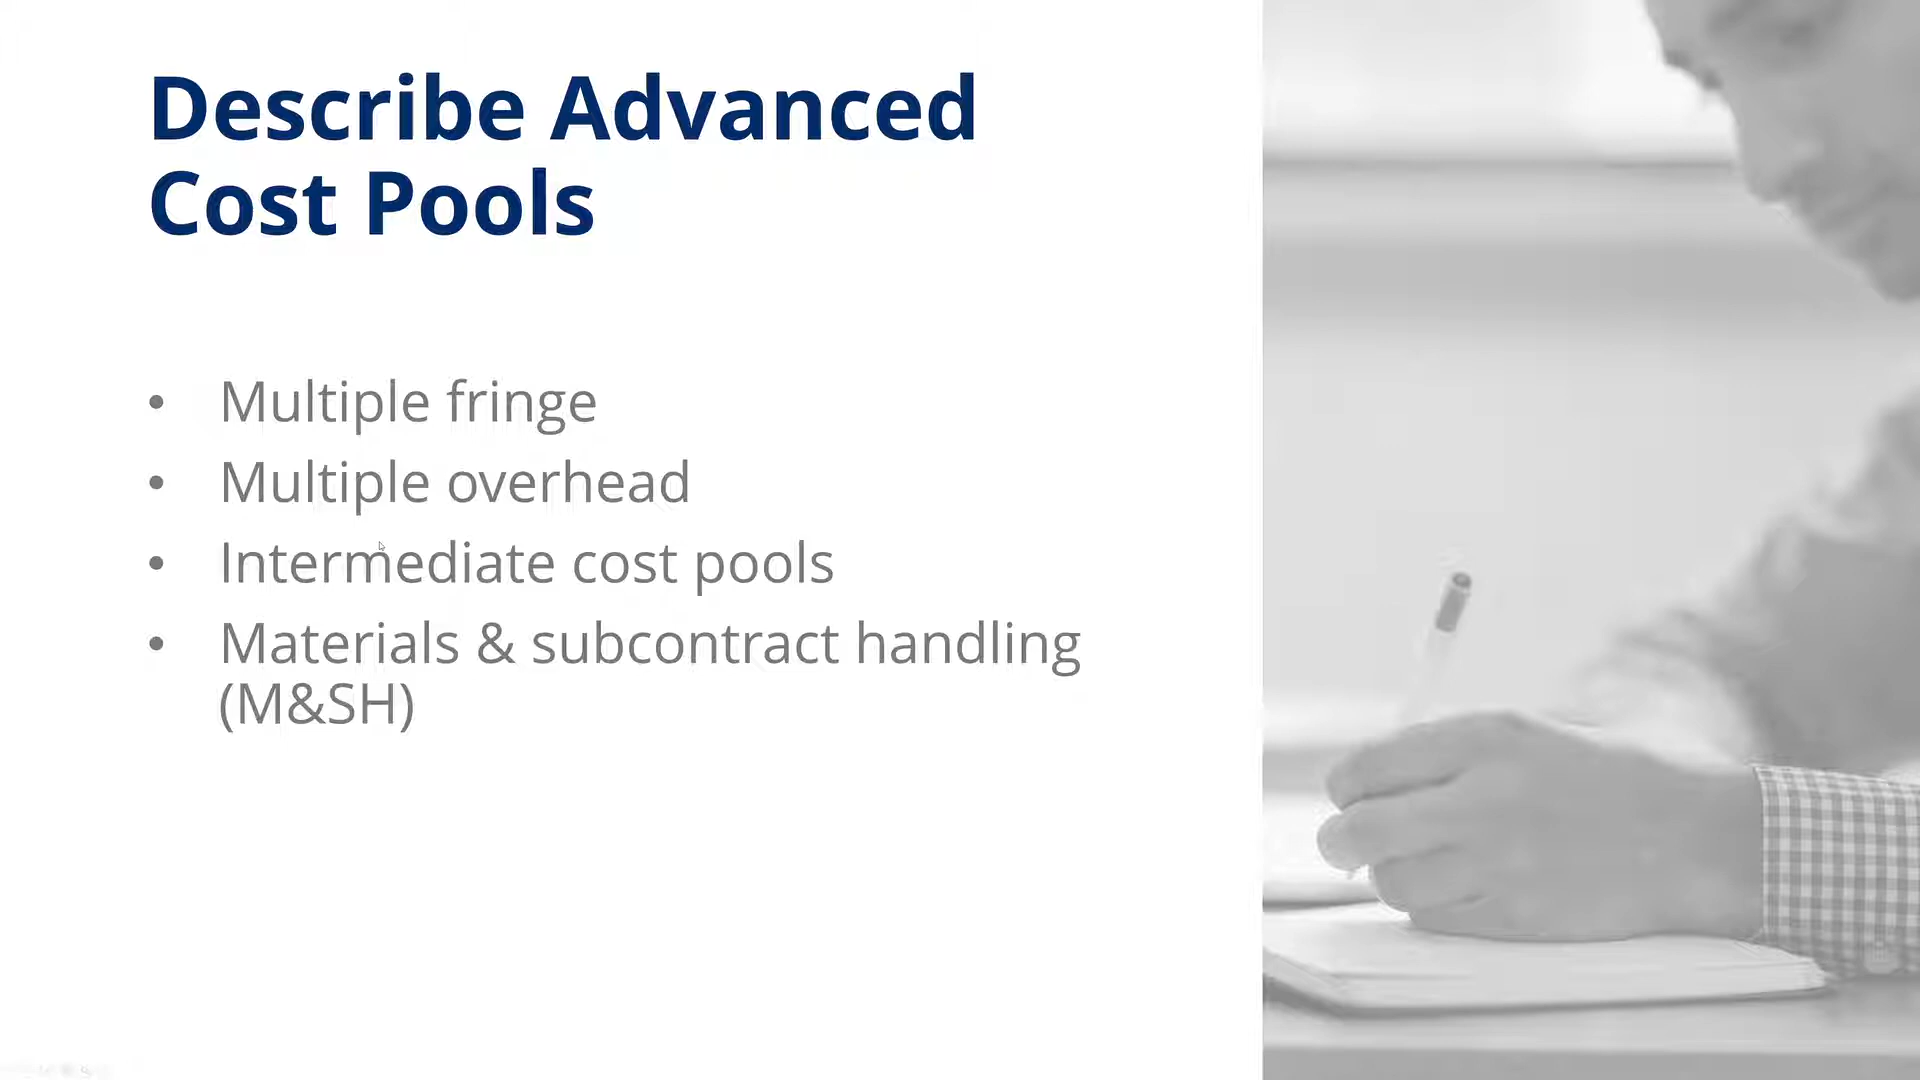 Describe Advanced
Cost Pools
• Multiple fringe
• Multiple overhead
• Intermediate cost pools
• Materials & subcontract handling
(M&SH)